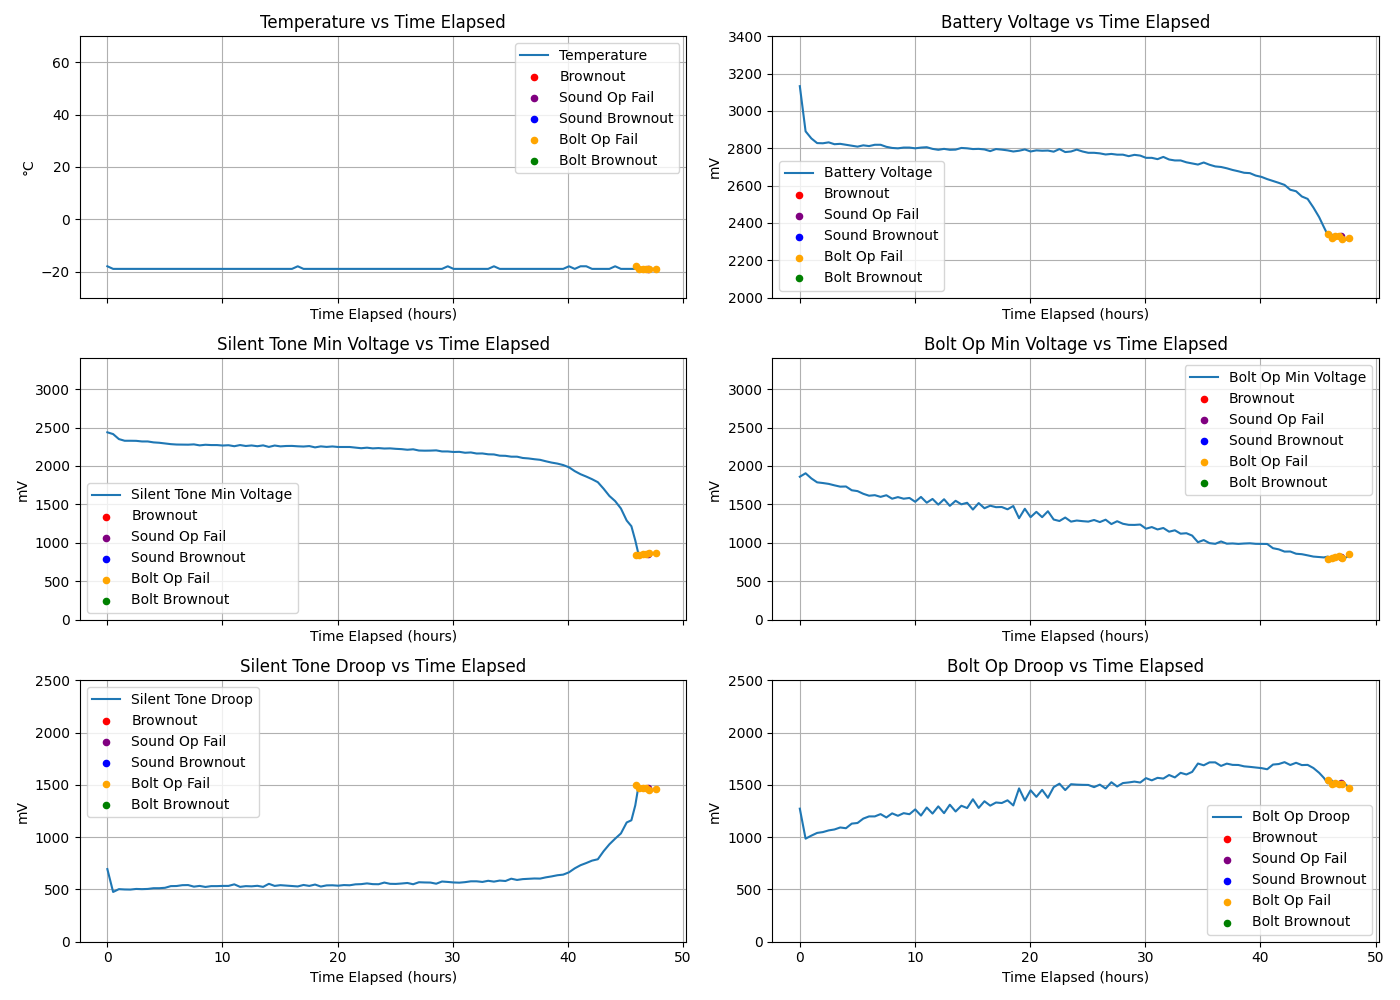 Temperature vs Time Elapsed
60
40
20
0
−20
°C
Temperature
Brownout
Sound Op Fail
Sound Brownout
Bolt Op Fail
Bolt Brownout
Time Elapsed (hours)
Battery Voltage vs Time Elapsed
3400
3200
3000
2800
2600
2400
2200
2000
mV
Battery Voltage
Brownout
Sound Op Fail
Sound Brownout
Bolt Op Fail
Bolt Brownout
Time Elapsed (hours)
Silent Tone Min Voltage vs Time Elapsed
3000
2500
2000
1500
1000
500
0
mV
Silent Tone Min Voltage
Brownout
Sound Op Fail
Sound Brownout
Bolt Op Fail
Bolt Brownout
Time Elapsed (hours)
Bolt Op Min Voltage vs Time Elapsed
3000
2500
2000
1500
1000
500
0
mV
Bolt Op Min Voltage
Brownout
Sound Op Fail
Sound Brownout
Bolt Op Fail
Bolt Brownout
Time Elapsed (hours)
Silent Tone Droop vs Time Elapsed
2500
2000
1500
1000
500
0
mV
Silent Tone Droop
Brownout
Sound Op Fail
Sound Brownout
Bolt Op Fail
Bolt Brownout
0 10 20 30 40 50
Time Elapsed (hours)
Bolt Op Droop vs Time Elapsed
2500
2000
1500
1000
500
0
mV
Bolt Op Droop
Brownout
Sound Op Fail
Sound Brownout
Bolt Op Fail
Bolt Brownout
0 10 20 30 40 50
Time Elapsed (hours)